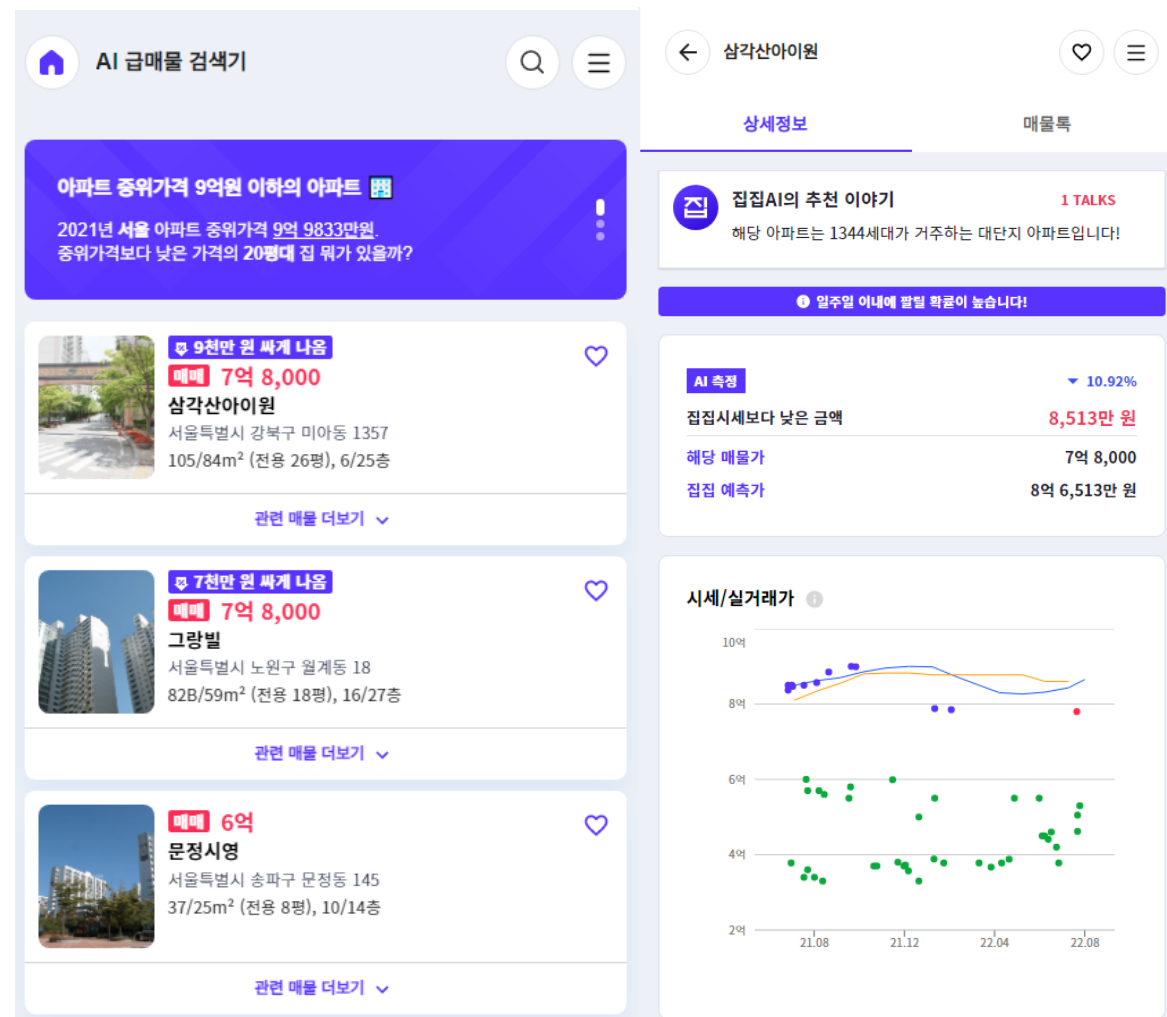 AI 급매물 검색기
아파트 중위가격 9억원 이하의 아파트
2021년 서울 아파트 중위가격 9억 9833만원.
중위가격보다 낮은 가격의 20평대 집 뭐가 있을까?
9천만 원 싸게 나옴
매매 7억 8,000
삼각산아이원
서울특별시 강북구 미아동 1357
105/84m² (전용 26평), 6/25층
관련 매물 더보기
7천만 원 싸게 나옴
매매 7억 8,000
그랑빌
서울특별시 노원구 월계동 18
82B/59m² (전용 18평), 16/27층
관련 매물 더보기
매매 6억
문정시영
서울특별시 송파구 문정동 145
37/25m² (전용 8평), 10/14층
관련 매물 더보기
삼각산아이원
상세정보 매물톡
집
집집AI의 추천 이야기 1 TALKS
해당 아파트는 1344세대가 거주하는 대단지 아파트입니다!
일주일 이내에 팔릴 확률이 높습니다!
AI 측정 10.92%
집집시세보다 낮은 금액 8,513만 원
해당 매물가 7억 8,000
집집 예측가 8억 6,513만 원
시세/실거래가
10억
8억
6억
4억
2억
21.08 21.12 22.04 22.08